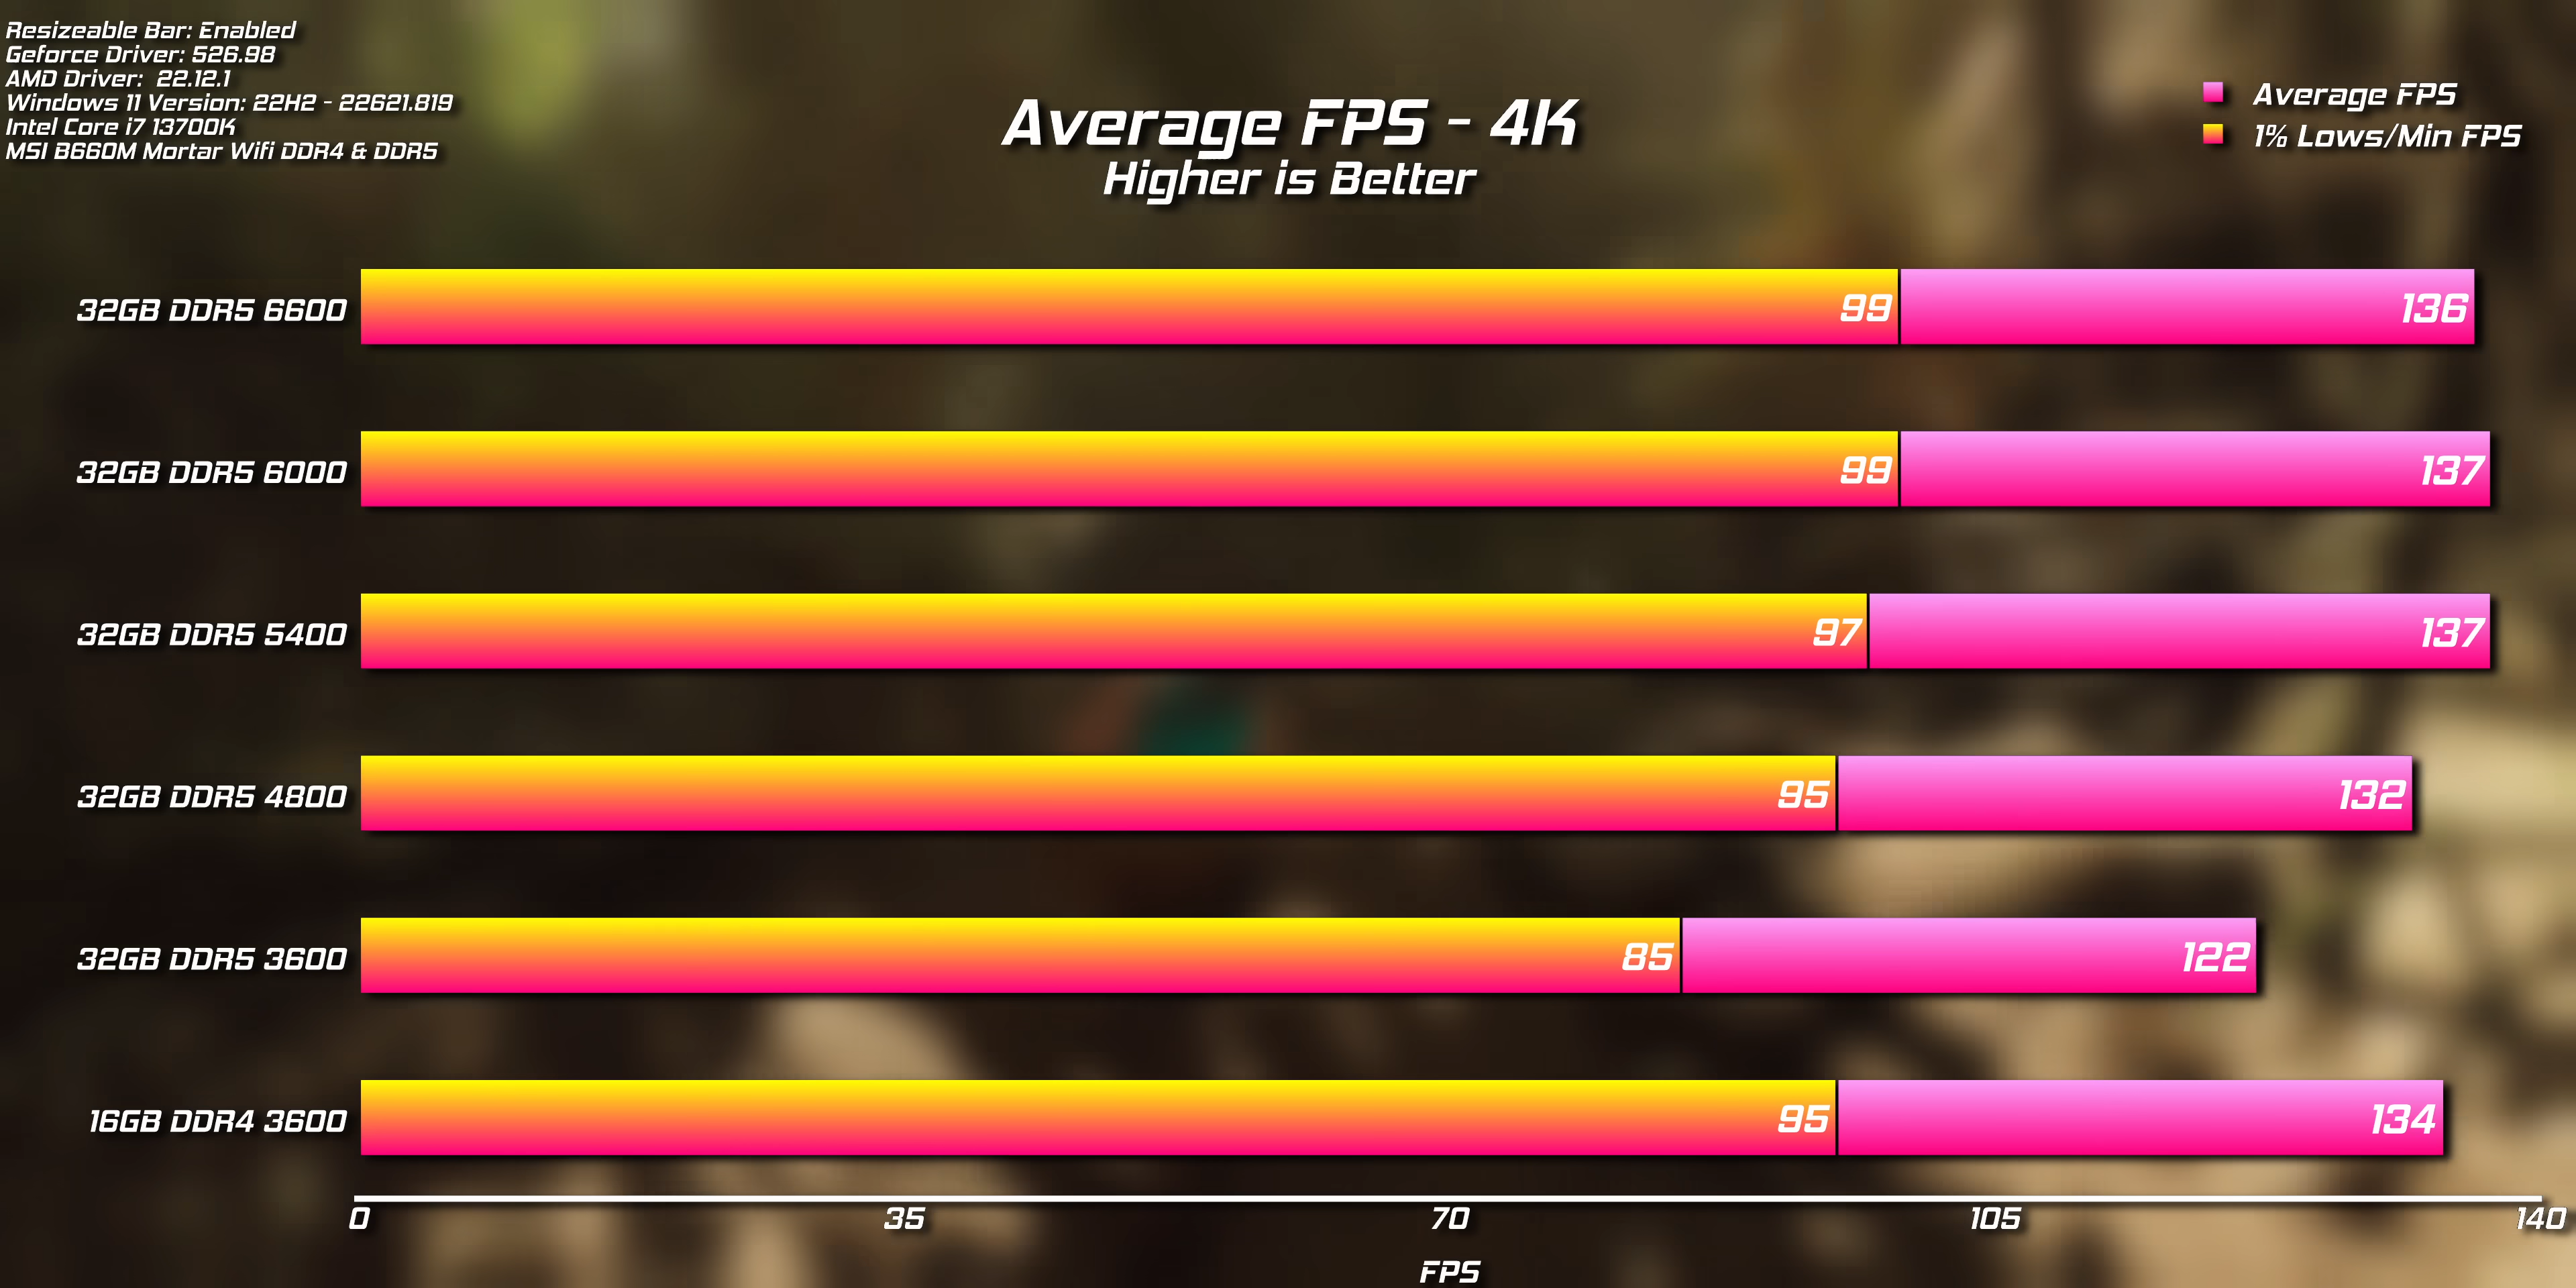 Resizeable Bar: Enabled
Geforce Driver: 526.98
AMD Driver:  22.12.1
Windows 11 Version: 22H2 - 22621.819
Intel Core i7 13700K
MSI B660M Mortar Wifi DDR4 & DDR5
Average FPS - 4K
Higher is Better
Average FPS
1% Lows/Min FPS
32GB DDR5 6600 99 136
32GB DDR5 6000 99 137
32GB DDR5 5400 97 137
32GB DDR5 4800 95 132
32GB DDR5 3600 85 122
16GB DDR4 3600 95 134
0 35 70 105 140
FPS